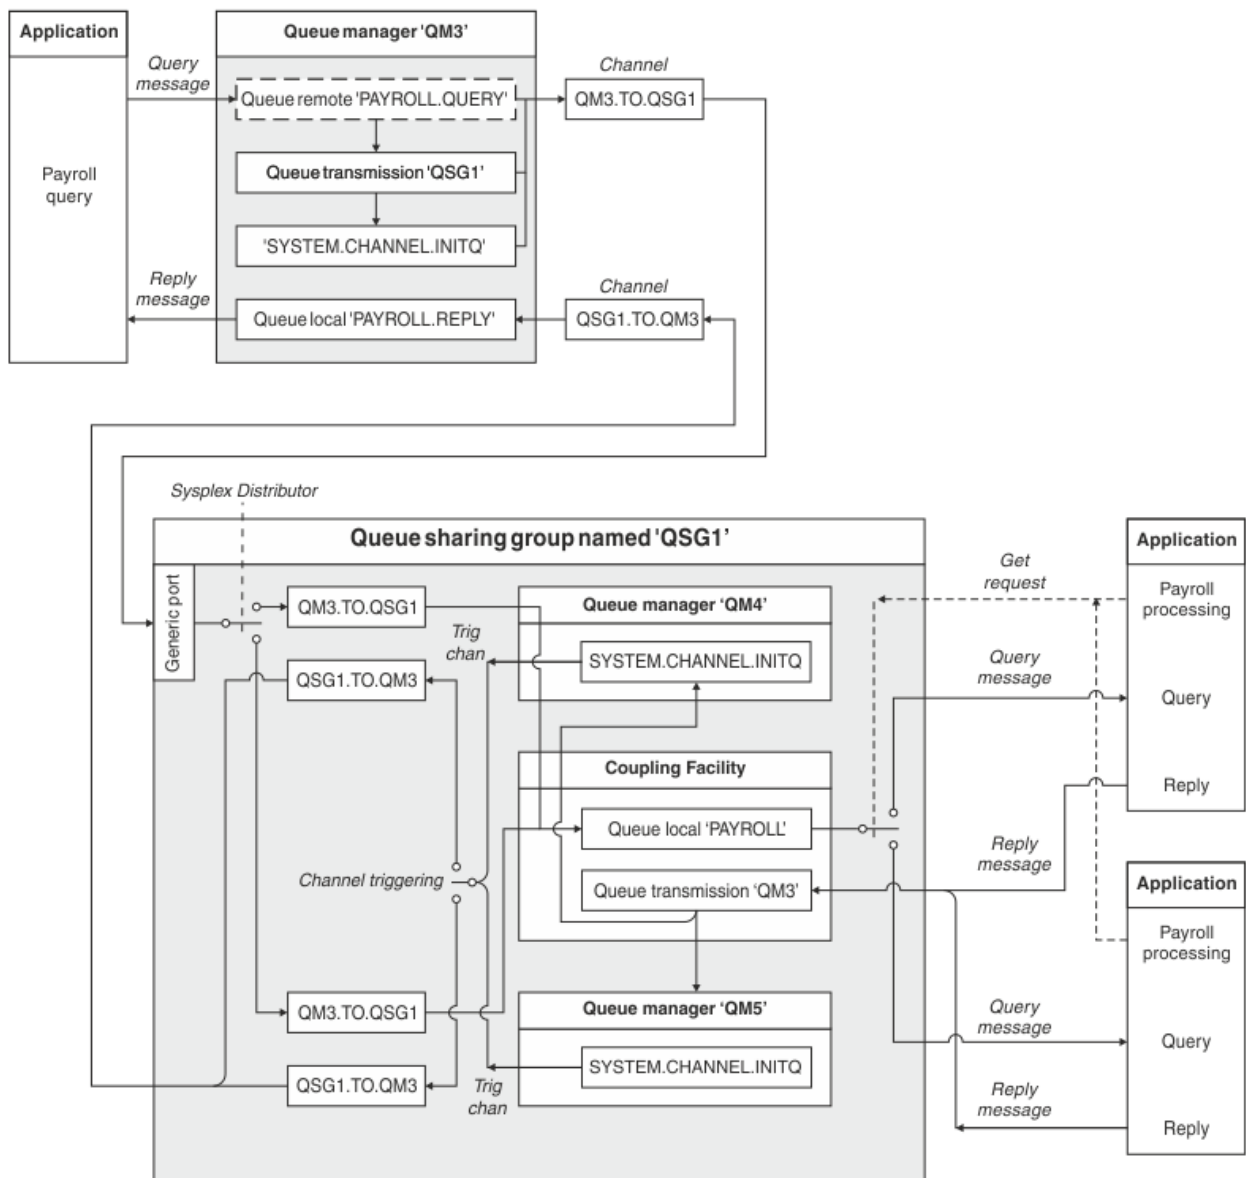 Application
Queue manager 'QM3'
Query
message
Channel
Queue remote 'PAYROLL.QUERY'
QM3.TO.QSG1
Payroll
query
Queue transmission 'QSG1'
'SYSTEM.CHANNEL.INITQ'
Reply
message
Channel
Queue local 'PAYROLL.REPLY'
QSG1.TO.QM3
Sysplex Distributor
Queue sharing group named 'QSG1'
Generic port
QM3.TO.QSG1
QSG1.TO.QM3
Trig
chan
Queue manager ‘QM4’
SYSTEM.CHANNEL.INITQ
Coupling Facility
Queue local ‘PAYROLL’
Queue transmission ‘QM3’
Channel triggering
QM3.TO.QSG1
QSG1.TO.QM3
Trig
chan
Queue manager ‘QM5’
SYSTEM.CHANNEL.INITQ
Get
request
Query
message
Reply
message
Application
Payroll
processing
Query
Reply
Query
message
Reply
message
Application
Payroll
processing
Query
Reply